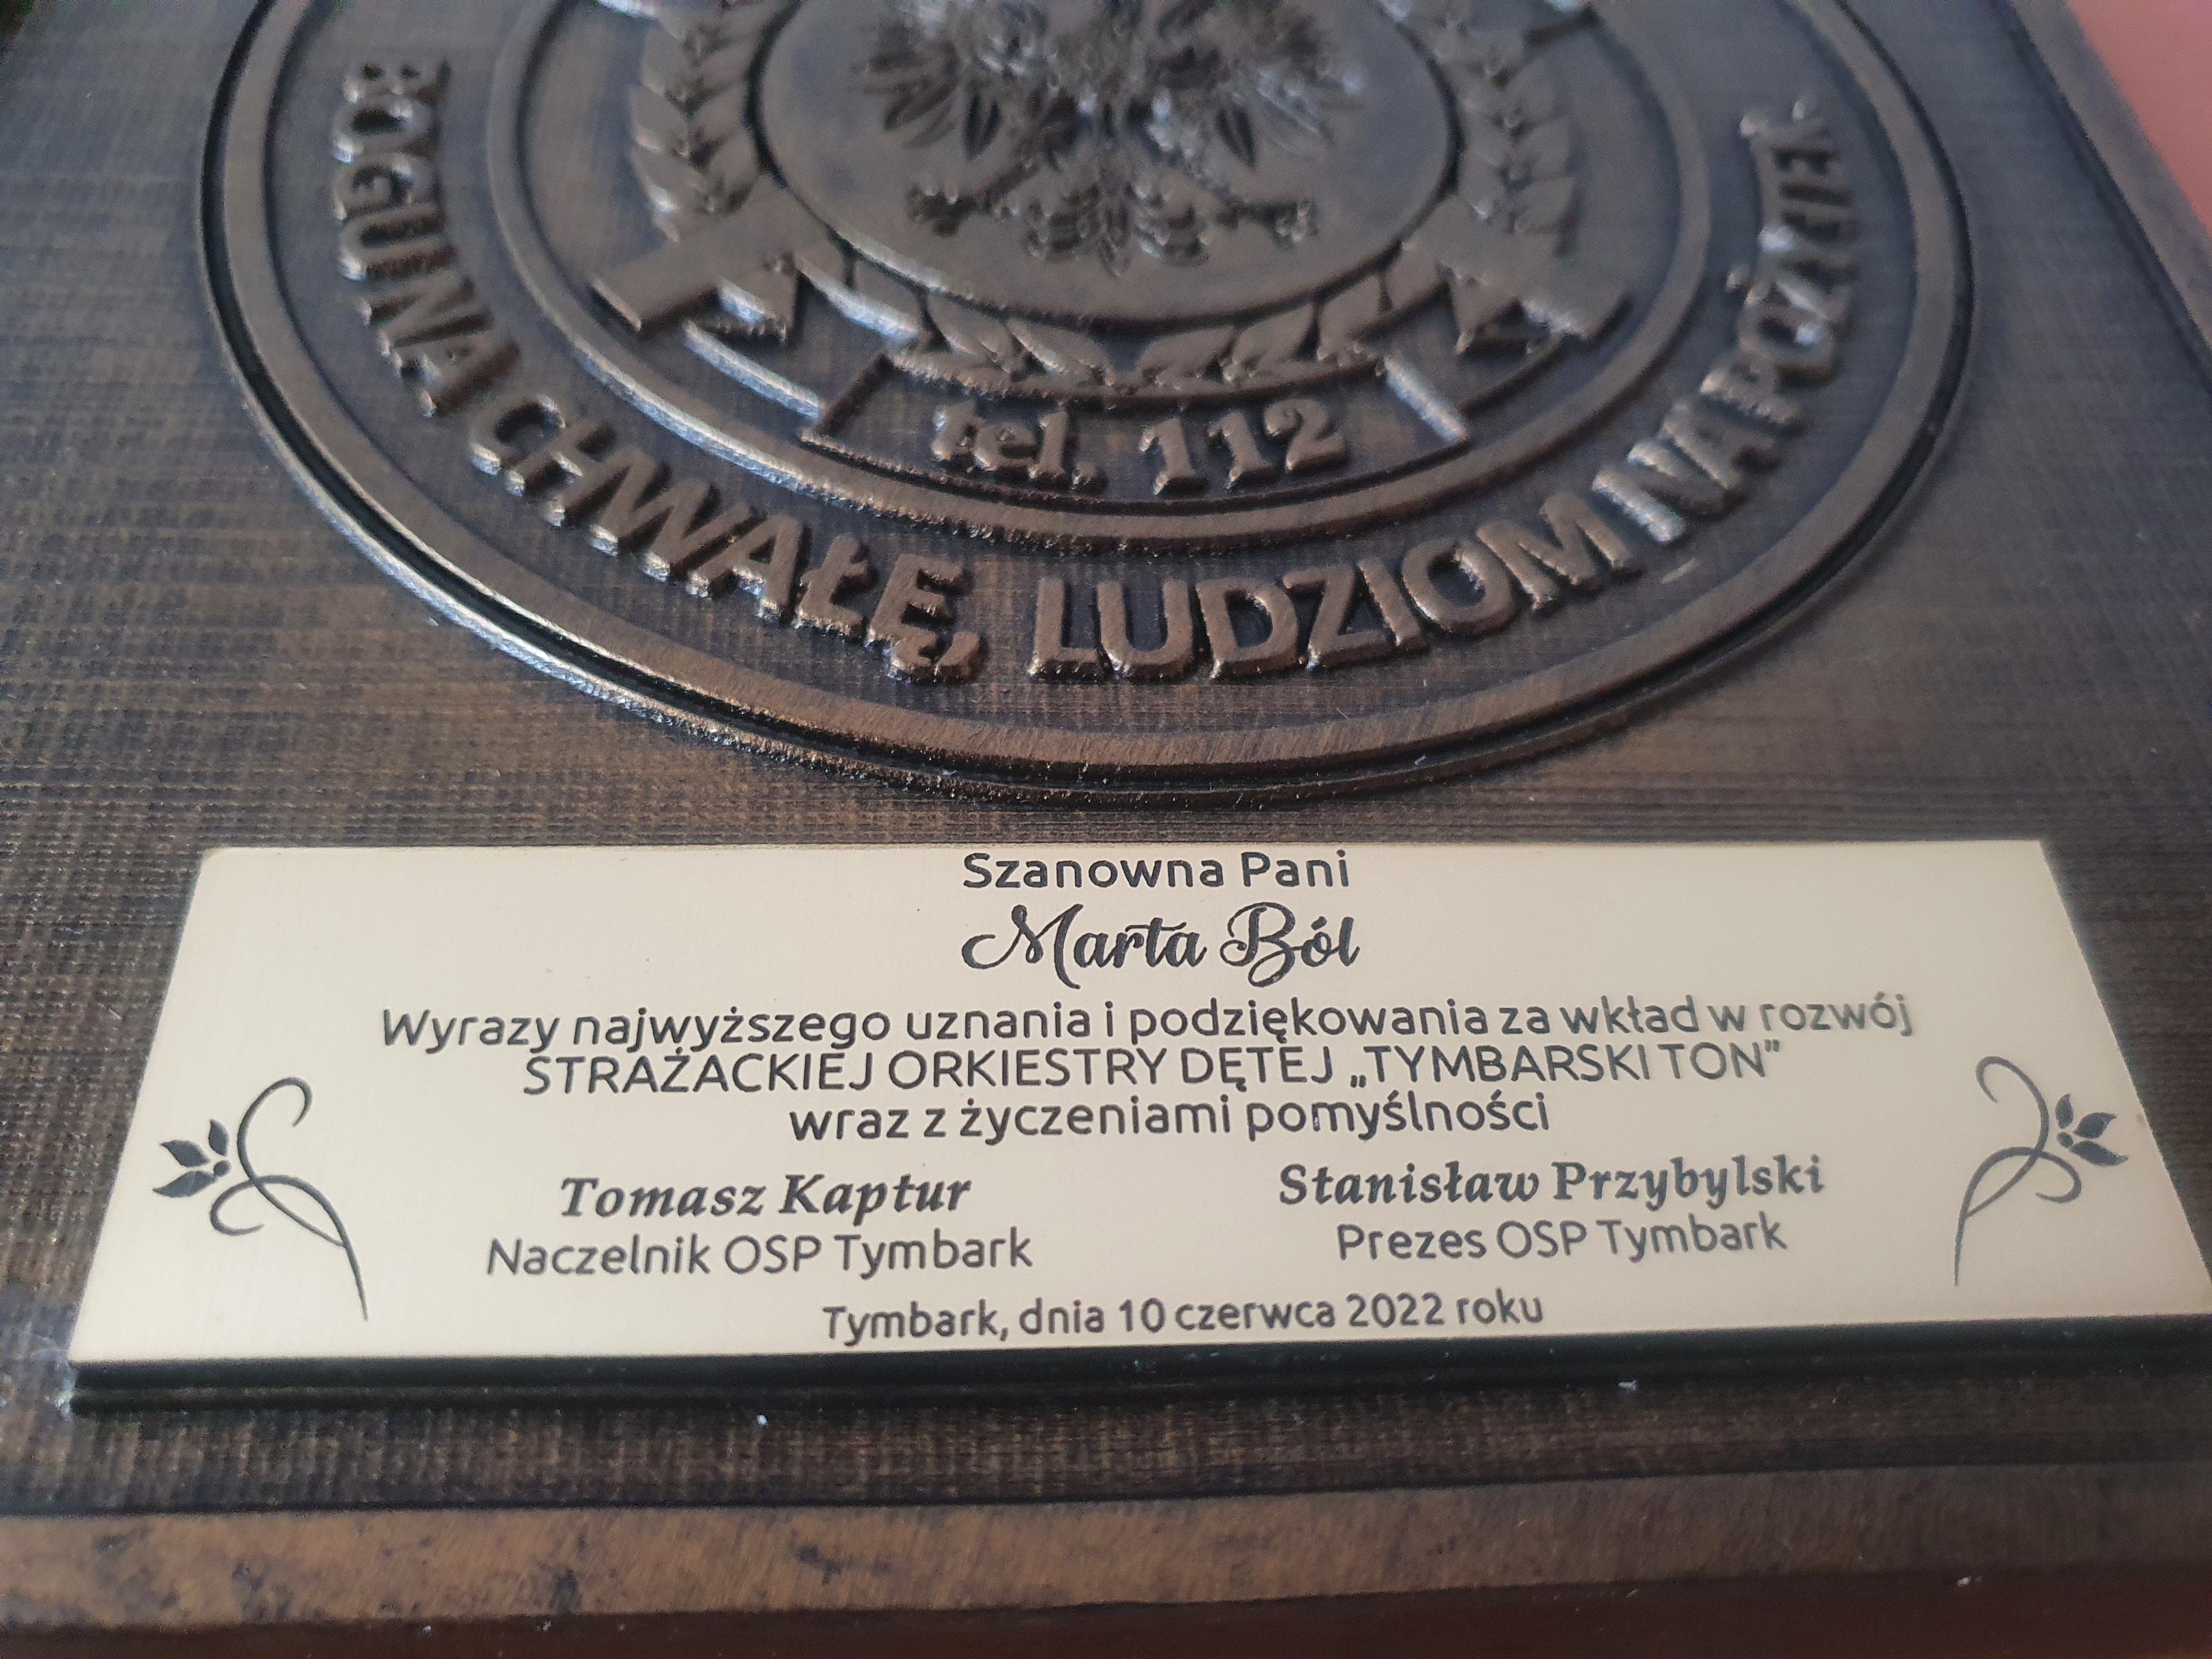 tel. 112
BOGU NA CHWAŁĘ, LUDZIOM NA POŻYTEK
Szanowna Pani
Marta Ból
Wyrazy najwyższego uznania i podziękowania za wkład w rozwój
STRAŻACKIEJ ORKIESTRY DĘTEJ „TYMBARSKI TON”
wraz z życzeniami pomyślności
Tomasz Kaptur
Naczelnik OSP Tymbark
Stanisław Przybylski
Prezes OSP Tymbark
Tymbark, dnia 10 czerwca 2022 roku